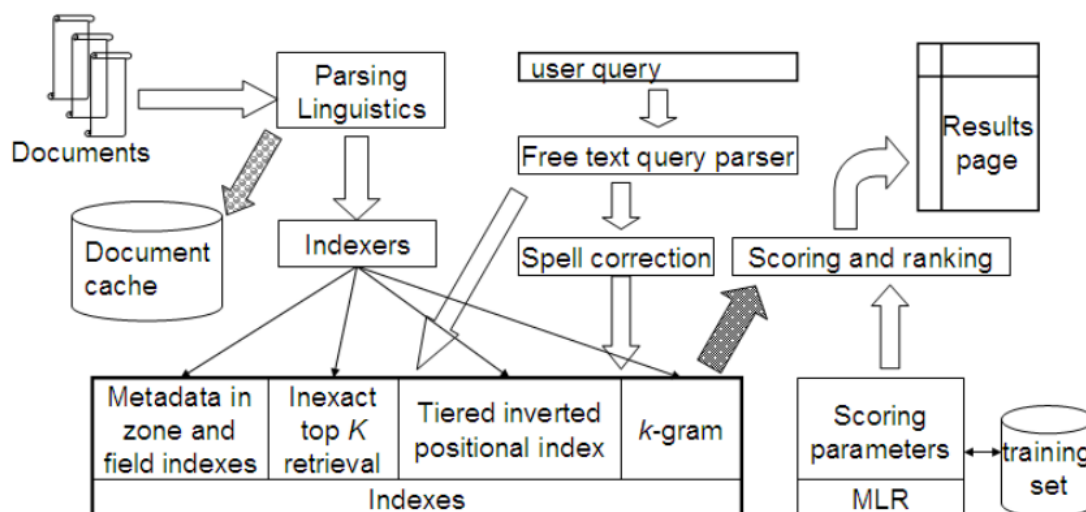 Documents
Parsing
Linguistics
user query
Free text query parser
Results
page
Document
cache
Indexers
Spell correction
Scoring and ranking
Metadata in
zone and
field indexes
Inexact
top K
retrieval
Tiered inverted
positional index
k-gram
Indexes
Scoring
parameters
MLR
training
set